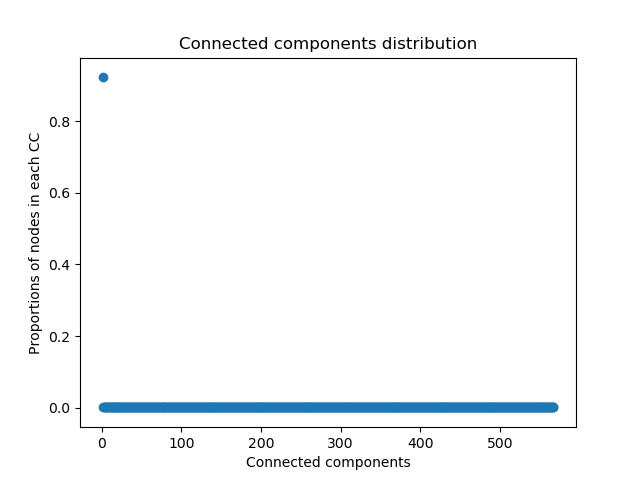 Connected components distribution
Proportions of nodes in each CC
0.8
0.6
0.4
0.2
0.0
0 100 200 300 400 500
Connected components